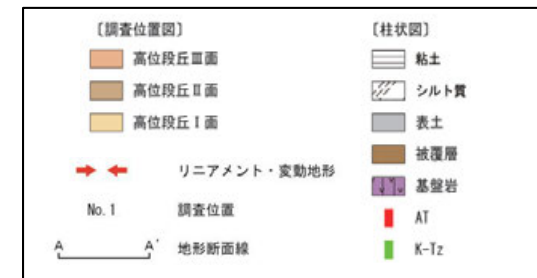 〔調査位置図〕
高位段丘Ⅲ面
高位段丘Ⅱ面
高位段丘Ⅰ面
リニアメント・変動地形
No.1 調査位置
A A' 地形断面線
〔柱状図〕
粘土
シルト質
表土
被覆層
基盤岩
AT
K-Tz